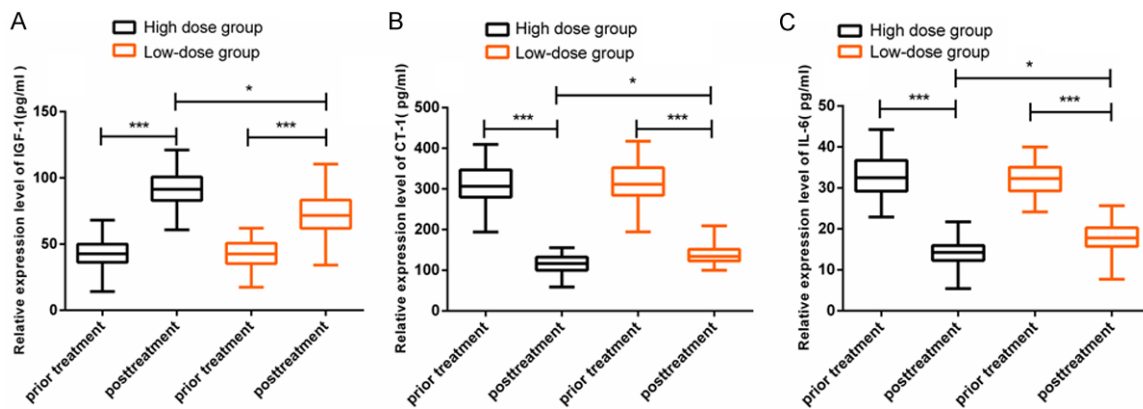 A
High dose group
Low-dose group
Relative expression level of IGF-1(pg/ml)
150
100
50
0
*
***
***
prior treatment
posttreatment
prior treatment
posttreatment
B
High dose group
Low-dose group
Relative expression level of CT-1( pg/ml)
500
400
300
200
100
0
*
***
***
prior treatment
posttreatment
prior treatment
posttreatment
C
High dose group
Low-dose group
Relative expression level of IL-6( pg/ml)
50
40
30
20
10
0
*
***
***
prior treatment
posttreatment
prior treatment
posttreatment